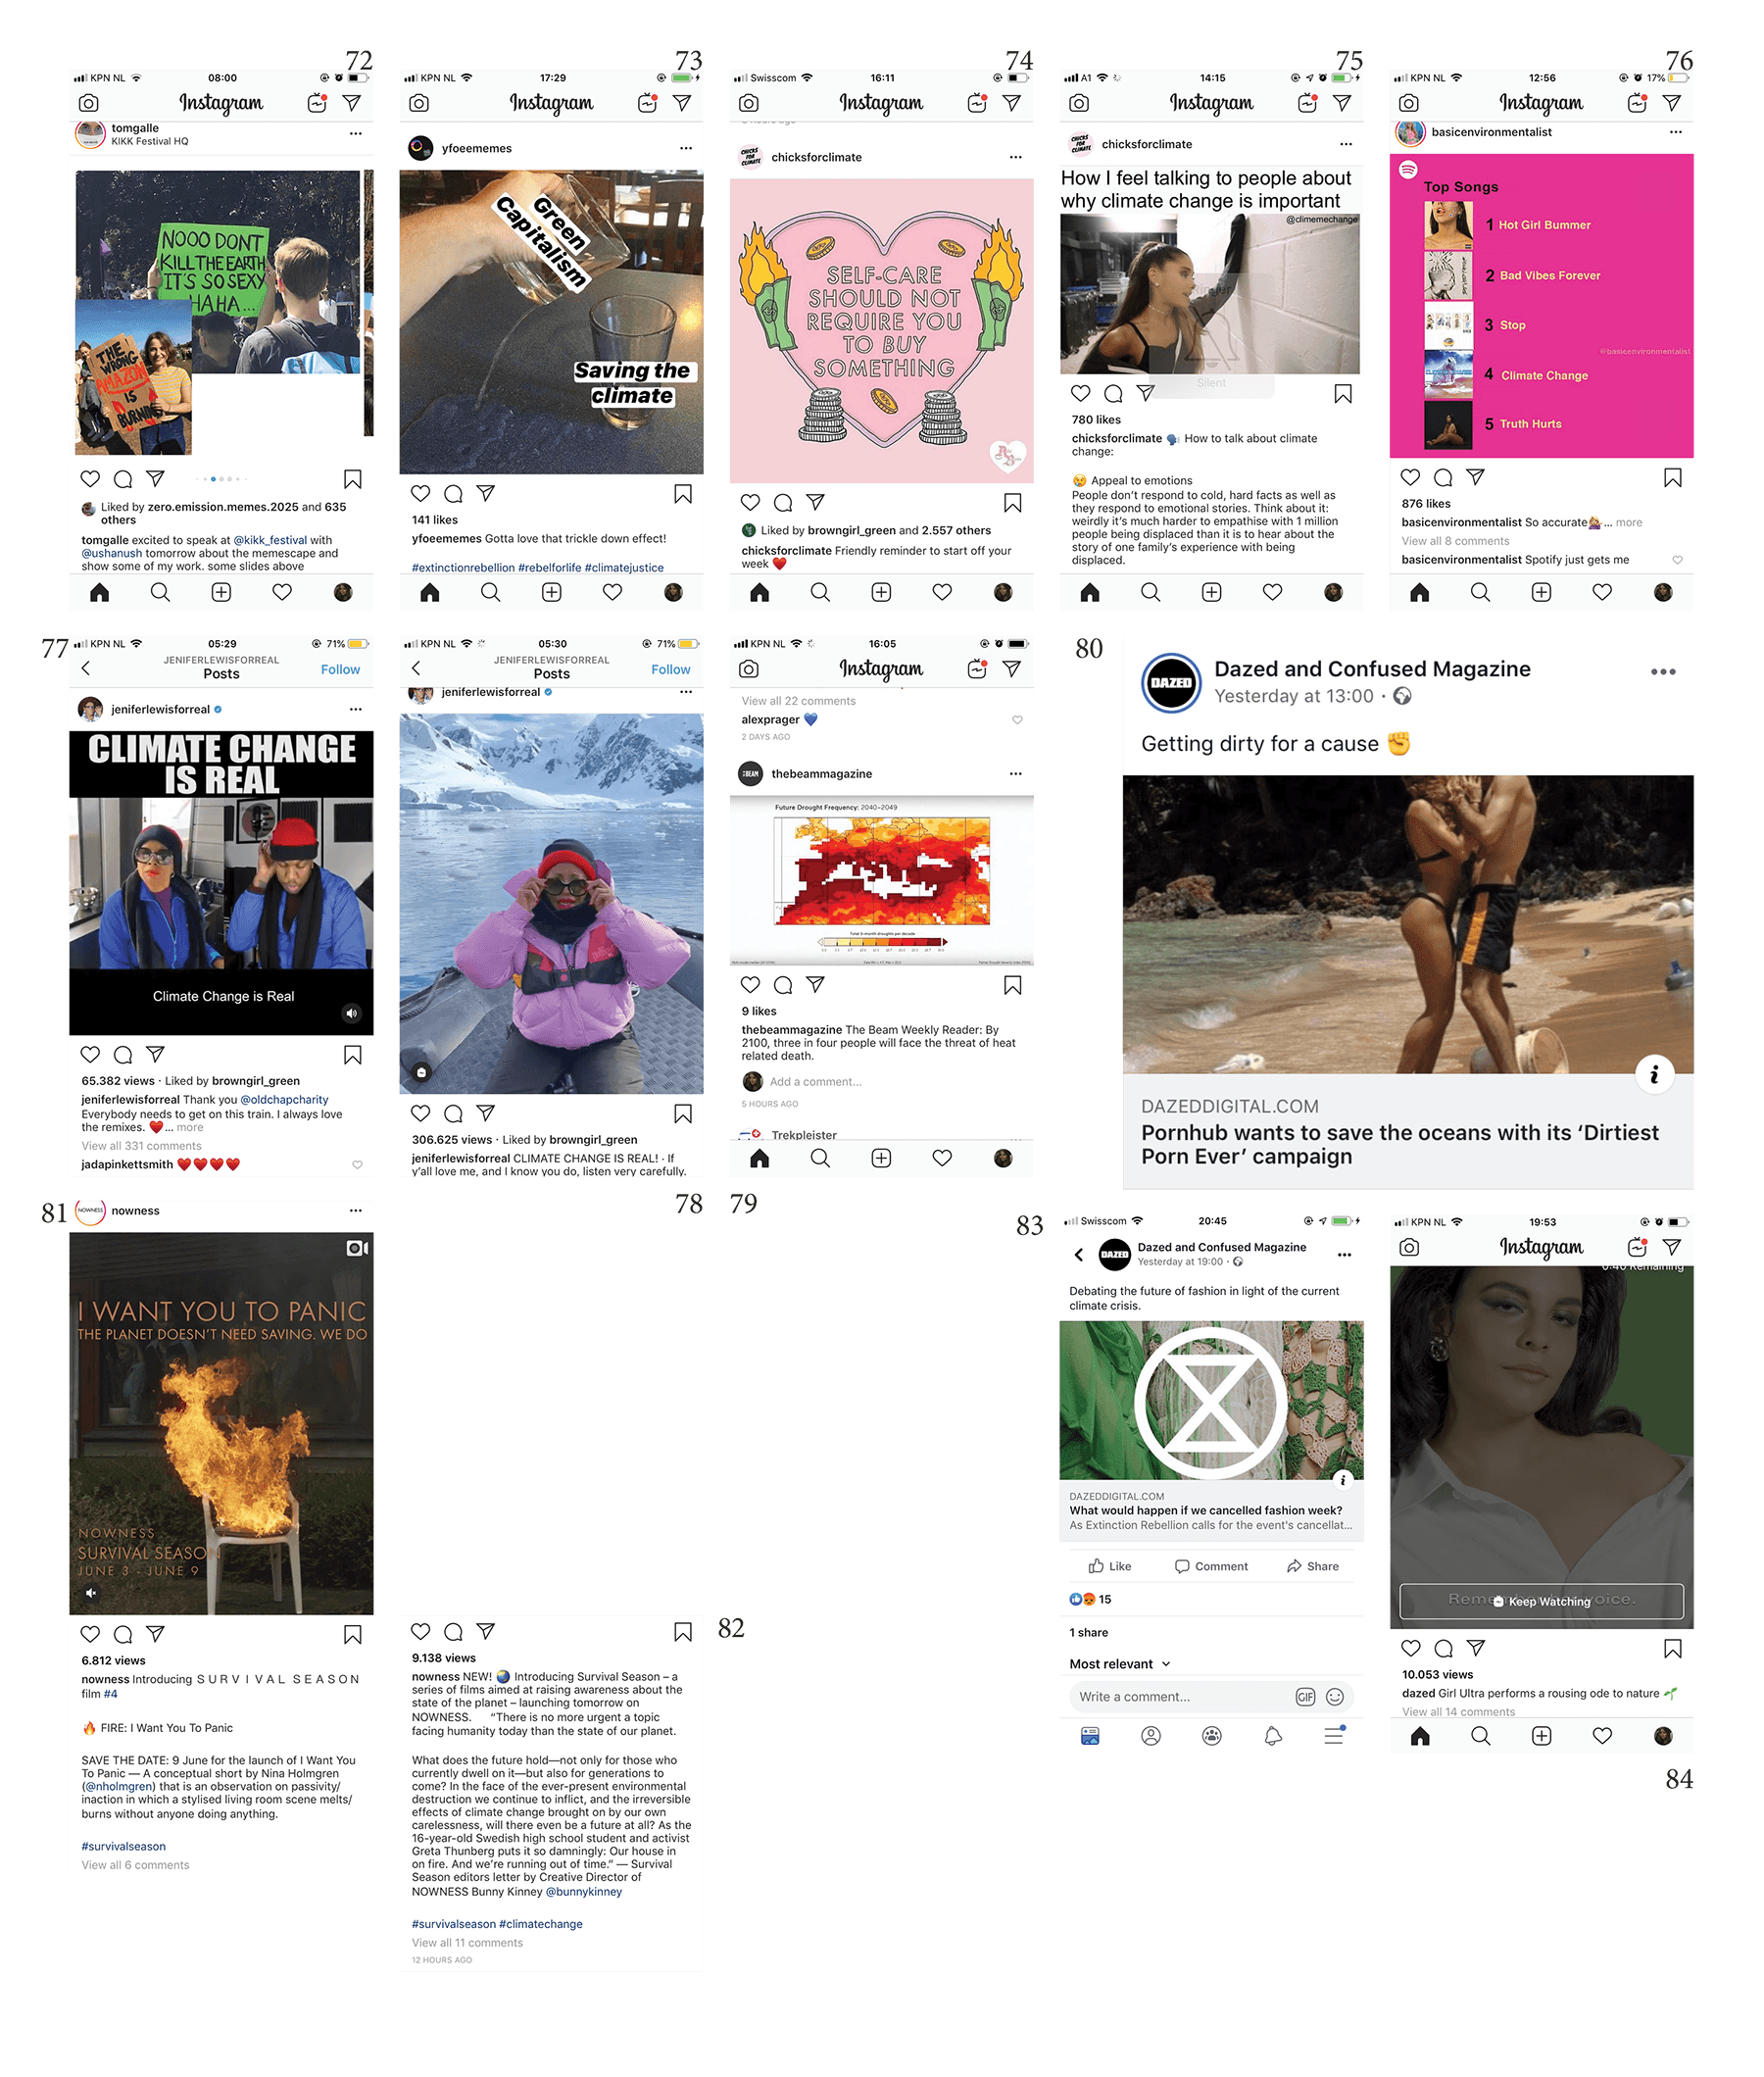 72
KPN NL 08:00
Instagram
tomgalle
KIKK Festival HQ
NOOO DONT
KILL THE EARTH
IT'S SO SEXY
HAHA...
THE
WRONG
AMAZON
IS
BURNING
Liked by zero.emission.memes.2025 and 635
others
tomgalle excited to speak at @kikk_festival with
@ushanush tomorrow about the memescape and
show some of my work. some slides above
73
KPN NL 17:29
Instagram
yfoeememes
Green
Capitalism
Saving the
climate
141 likes
yfoeememes Gotta love that trickle down effect!
#extinctionrebellion #rebelforlife #climatejustice
74
Swisscom 16:11
Instagram
chicksforclimate
CHICKS
FOR
CLIMATE
SELF-CARE
SHOULD NOT
REQUIRE YOU
TO BUY
SOMETHING
Liked by browngirl_green and 2.557 others
chicksforclimate Friendly reminder to start off your
week ❤️
75
A1 14:15
Instagram
CHICKS
FOR
CLIMATE
chicksforclimate
How I feel talking to people about
why climate change is important
@climemechange
Silent
780 likes
chicksforclimate 🗣️ How to talk about climate
change:
😢 Appeal to emotions
People don't respond to cold, hard facts as well as
they respond to emotional stories. Think about it:
weirdly it's much harder to empathise with 1 million
people being displaced than it is to hear about the
story of one family's experience with being
displaced.
76
KPN NL 12:56 17%
Instagram
basicenvironmentalist
Top Songs
1 Hot Girl Bummer
2 Bad Vibes Forever
3 Stop
@basicenvironmentalist
4 Climate Change
5 Truth Hurts
876 likes
basicenvironmentalist So accurate🤷‍♀️... more
View all 8 comments
basicenvironmentalist Spotify just gets me
77
KPN NL 05:29 71%
JENIFERLEWISFORREAL
Posts
Follow
jeniferlewisforreal
CLIMATE CHANGE
IS REAL
Climate Change is Real
65.382 views · Liked by browngirl_green
jeniferlewisforreal Thank you @oldchapcharity
Everybody needs to get on this train. I always love
the remixes. ❤️... more
View all 331 comments
jadapinkettsmith ❤️❤️❤️❤️
KPN NL 05:30 71%
JENIFERLEWISFORREAL
Posts
Follow
jeniferlewisforreal
306.625 views · Liked by browngirl_green
jeniferlewisforreal CLIMATE CHANGE IS REAL! · If
y'all love me, and I know you do, listen very carefully.
78
KPN NL 16:05
Instagram
View all 22 comments
alexprager 💙
2 DAYS AGO
:BEAM
thebeammagazine
Future Drought Frequency: 2040–2049
Total 3-month droughts per decade
9 likes
thebeammagazine The Beam Weekly Reader: By
2100, three in four people will face the threat of heat
related death.
Add a comment...
5 HOURS AGO
Trekpleister
79
80
DAZED
Dazed and Confused Magazine
Yesterday at 13:00 ·
Getting dirty for a cause ✊
DAZEDDIGITAL.COM
Pornhub wants to save the oceans with its 'Dirtiest
Porn Ever' campaign
81
NOWNESS
nowness
I WANT YOU TO PANIC
THE PLANET DOESN'T NEED SAVING. WE DO
NOWNESS
SURVIVAL SEASON
JUNE 3 - JUNE 9
6.812 views
nowness Introducing S U R V I V A L S E A S O N
film #4
🔥 FIRE: I Want You To Panic
SAVE THE DATE: 9 June for the launch of I Want You
To Panic — A conceptual short by Nina Holmgren
(@nholmgren) that is an observation on passivity/
inaction in which a stylised living room scene melts/
burns without anyone doing anything.
#survivalseason
View all 6 comments
82
9.138 views
nowness NEW! 🌏 Introducing Survival Season – a
series of films aimed at raising awareness about the
state of the planet – launching tomorrow on
NOWNESS. "There is no more urgent a topic
facing humanity today than the state of our planet.
What does the future hold—not only for those who
currently dwell on it—but also for generations to
come? In the face of the ever-present environmental
destruction we continue to inflict, and the irreversible
effects of climate change brought on by our own
carelessness, will there even be a future at all? As the
16-year-old Swedish high school student and activist
Greta Thunberg puts it so damningly: Our house in
on fire. And we're running out of time." — Survival
Season editors letter by Creative Director of
NOWNESS Bunny Kinney @bunnykinney
#survivalseason #climatechange
View all 11 comments
12 HOURS AGO
83
Swisscom 20:45
DAZED
Dazed and Confused Magazine
Yesterday at 19:00 ·
Debating the future of fashion in light of the current
climate crisis.
DAZEDDIGITAL.COM
What would happen if we cancelled fashion week?
As Extinction Rebellion calls for the event's cancellat...
Like Comment Share
15
1 share
Most relevant
Write a comment...
GIF
KPN NL 19:53
Instagram
0:40 Remaining
Keep Watching
10.053 views
dazed Girl Ultra performs a rousing ode to nature 🌱
View all 14 comments
84